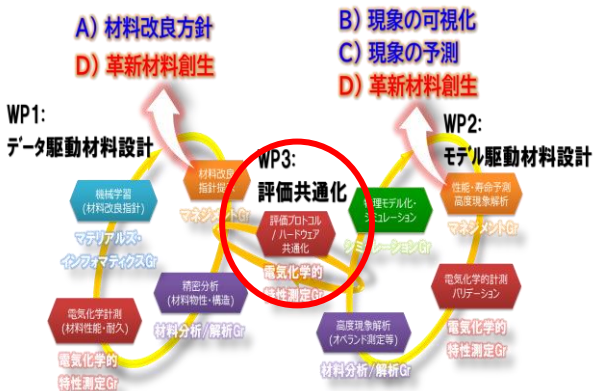 A) 材料改良方針
D) 革新材料創生
B) 現象の可視化
C) 現象の予測
D) 革新材料創生
WP1:
データ駆動材料設計
WP3:
評価共通化
WP2:
モデル駆動材料設計
材料改良
マネジメントGr
機械学習
(材料改良指針)
マテリアルズ・
インフォマティクスGr
電気化学計測
(材料性能・耐久)
電気化学的
特性測定Gr
精密分析
(材料物性・構造)
材料分析/解析Gr
評価プロトコル
/ ハードウェア
共通化
電気化学的
特性測定Gr
物理モデル化・
シミュレーション
シミュレーションGr
性能・寿命予測
高度現象解析
マネジメントGr
電気化学的計測
バリデーション
電気化学的
特性測定Gr
高度現象解析
(オペランド測定等)
材料分析/解析Gr